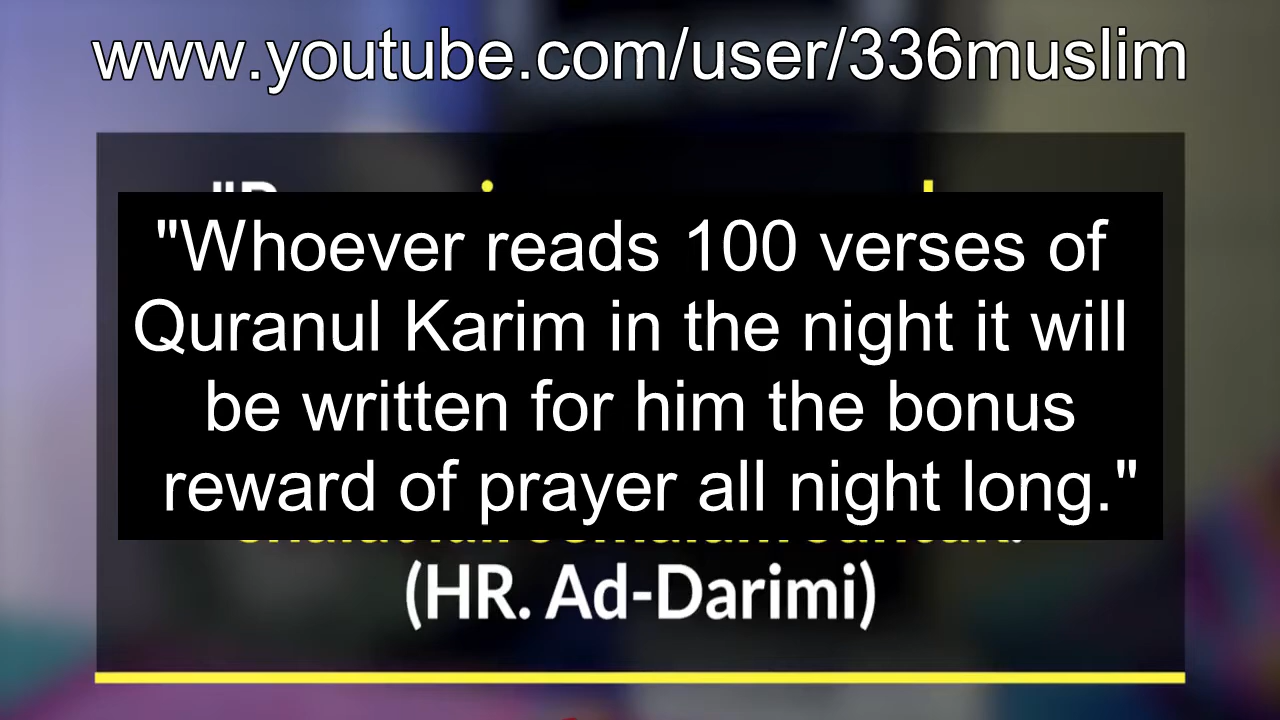 www.youtube.com/user/336muslim
"Whoever reads 100 verses of
Quranul Karim in the night it will
be written for him the bonus
reward of prayer all night long."
(HR. Ad-Darimi)